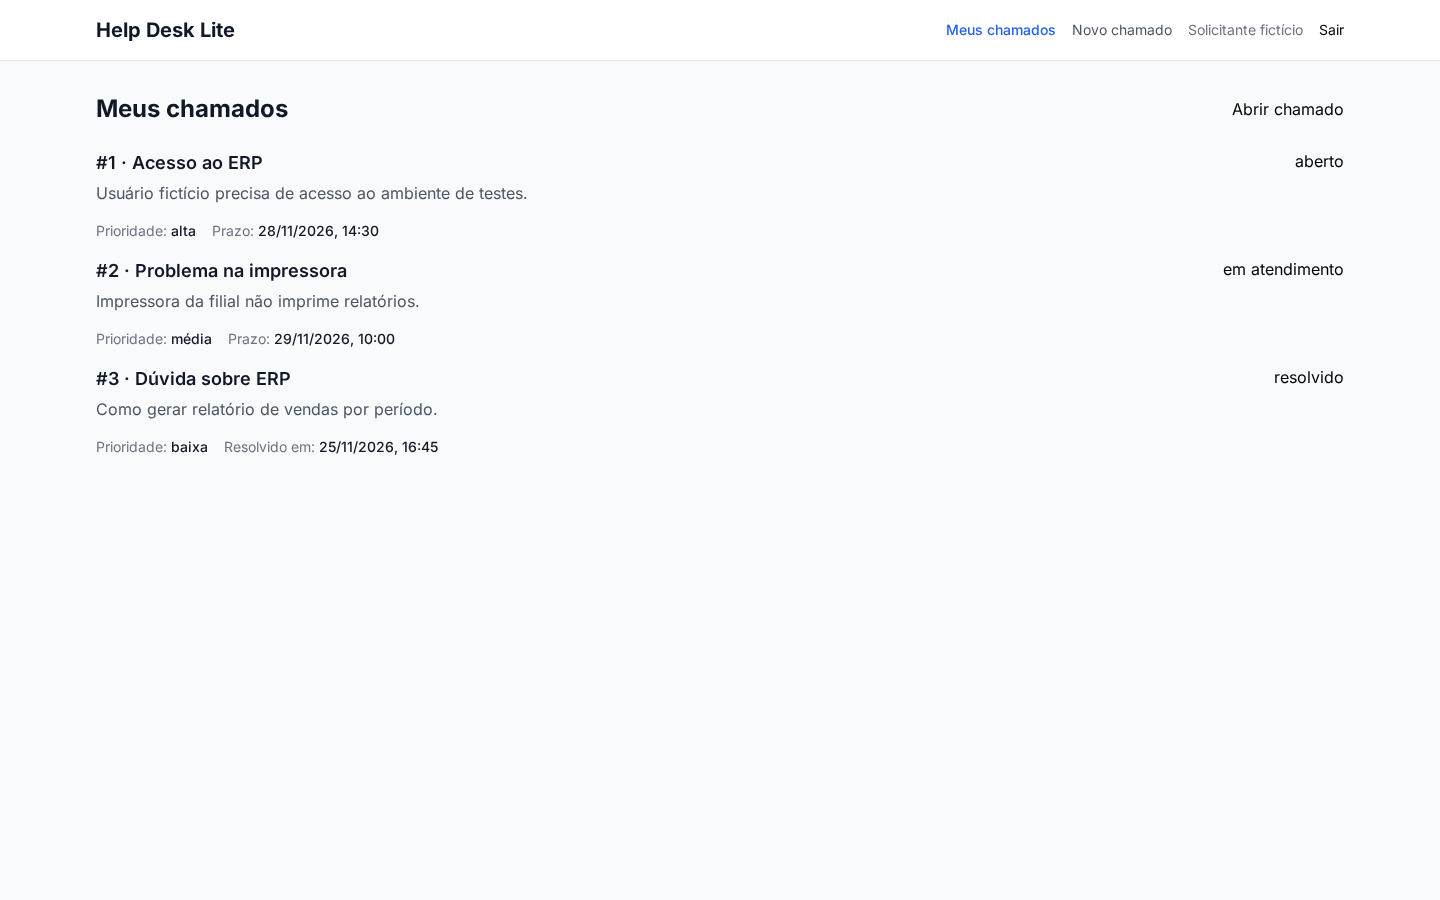 Help Desk Lite
Meus chamados Novo chamado Solicitante fictício Sair
Meus chamados
Abrir chamado
#1 · Acesso ao ERP
aberto
Usuário fictício precisa de acesso ao ambiente de testes.
Prioridade: alta Prazo: 28/11/2026, 14:30
#2 · Problema na impressora
em atendimento
Impressora da filial não imprime relatórios.
Prioridade: média Prazo: 29/11/2026, 10:00
#3 · Dúvida sobre ERP
resolvido
Como gerar relatório de vendas por período.
Prioridade: baixa Resolvido em: 25/11/2026, 16:45